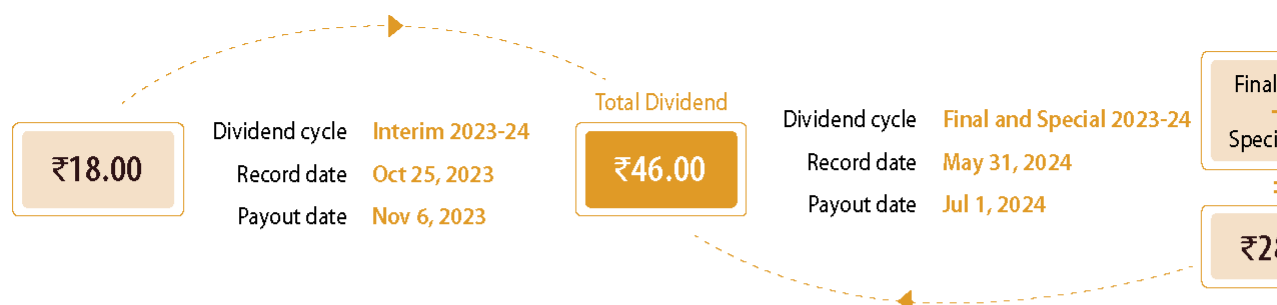 ₹18.00
Dividend cycle Interim 2023-24
Record date Oct 25, 2023
Payout date Nov 6, 2023
Total Dividend
₹46.00
Dividend cycle Final and Special 2023-24
Record date May 31, 2024
Payout date Jul 1, 2024
Final